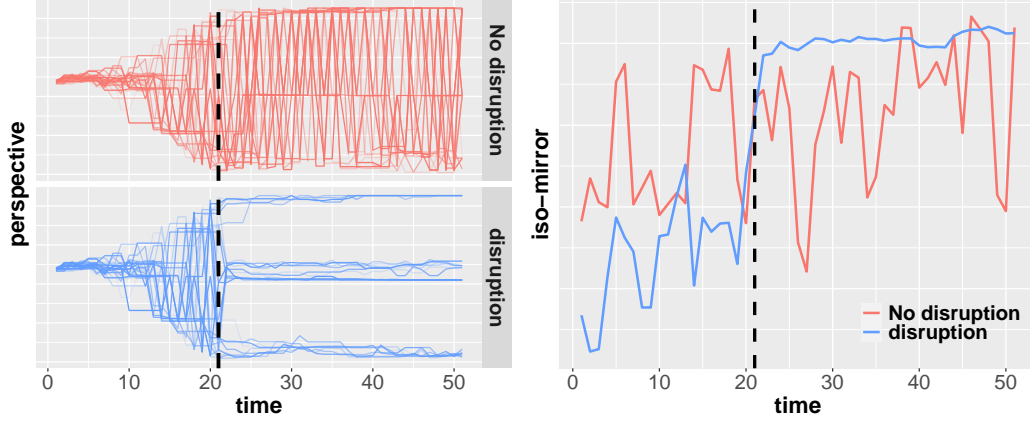 perspective
No disruption
disruption
0 10 20 30 40 50
time
iso−mirror
No disruption
disruption
0 10 20 30 40 50
time